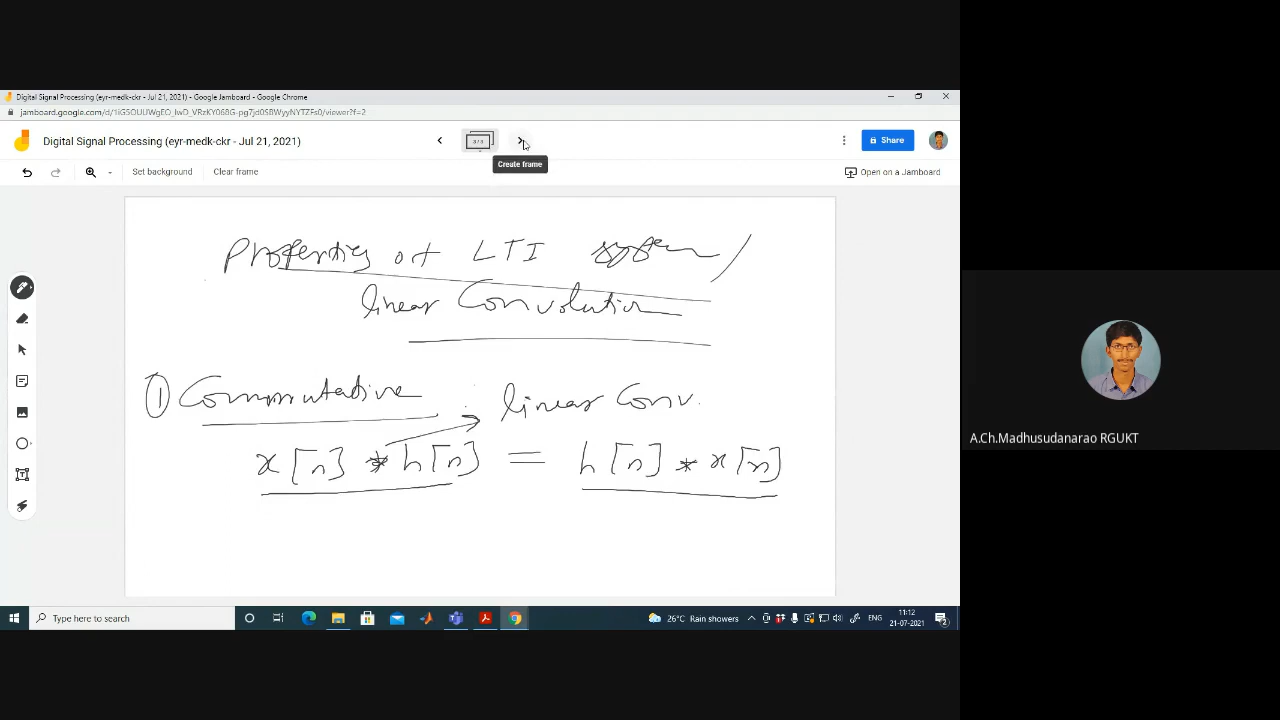 Digital Signal Processing (eyr-medk-ckr - Jul 21, 2021) - Google Jamboard - Google Chrome
Digital Signal Processing (eyr-medk-ckr - Jul 21, 2021)
3/3
Share
Create frame
Set background
Clear frame
Open on a Jamboard
Properties of LTI system/
linear Convolution
① Commutative
linear Conv.
x[n] * h[n] = h[n] * x[n]
A.Ch.Madhusudanarao RGUKT
Type here to search
26°C Rain showers
ENG
11:12
21-07-2021
2